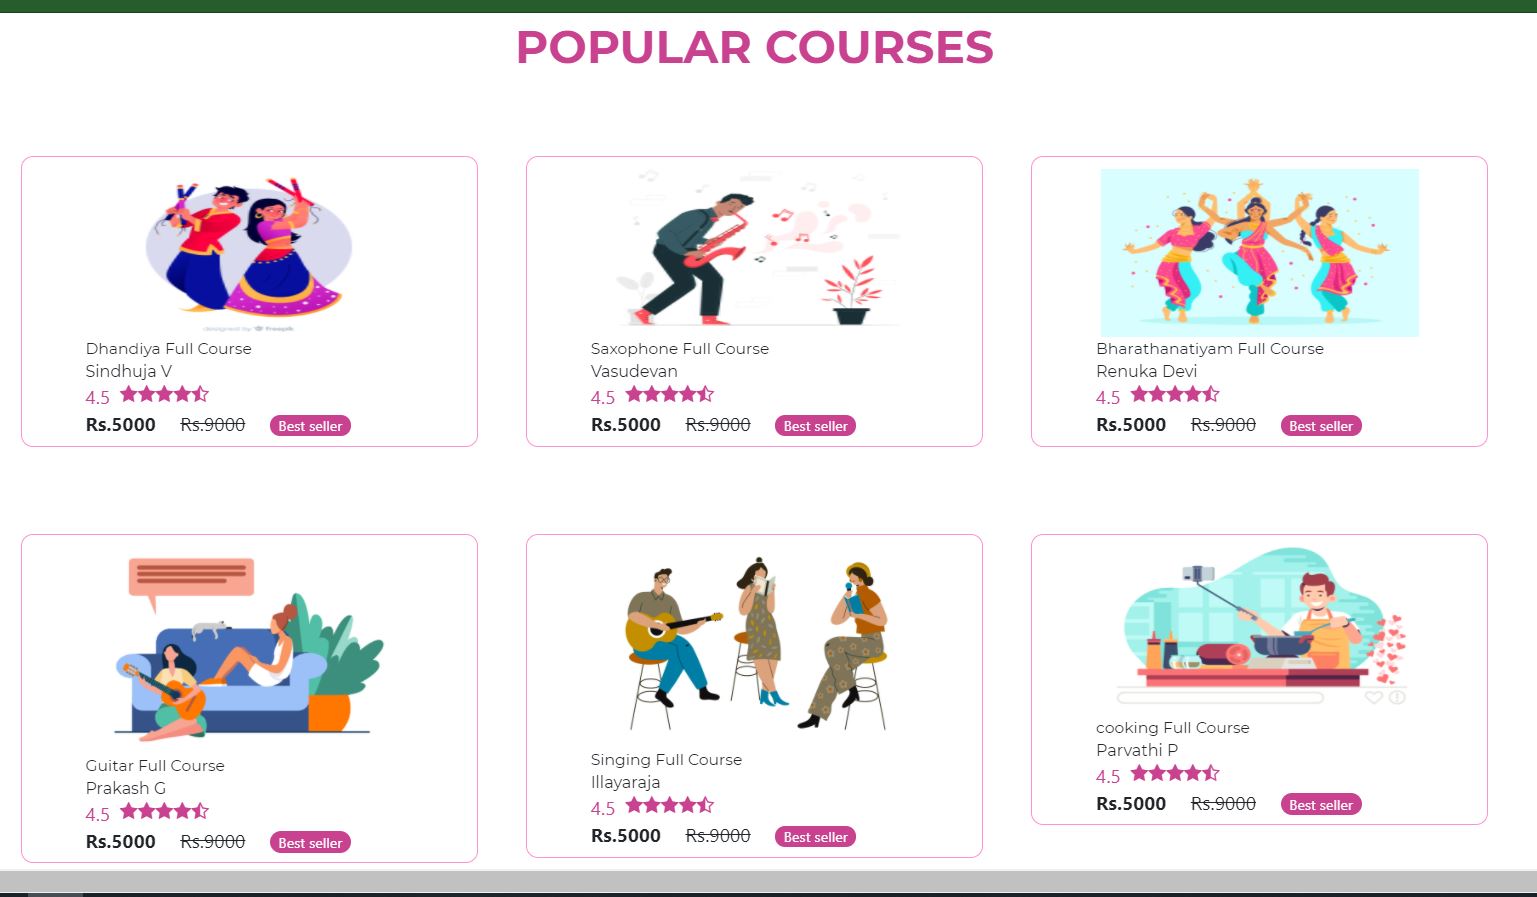 POPULAR COURSES
designed by freepik
Dhandiya Full Course
Sindhuja V
4.5
Rs.5000 Rs.9000 Best seller
Saxophone Full Course
Vasudevan
4.5
Rs.5000 Rs.9000 Best seller
Bharathanatiyam Full Course
Renuka Devi
4.5
Rs.5000 Rs.9000 Best seller
Guitar Full Course
Prakash G
4.5
Rs.5000 Rs.9000 Best seller
Singing Full Course
Illayaraja
4.5
Rs.5000 Rs.9000 Best seller
cooking Full Course
Parvathi P
4.5
Rs.5000 Rs.9000 Best seller